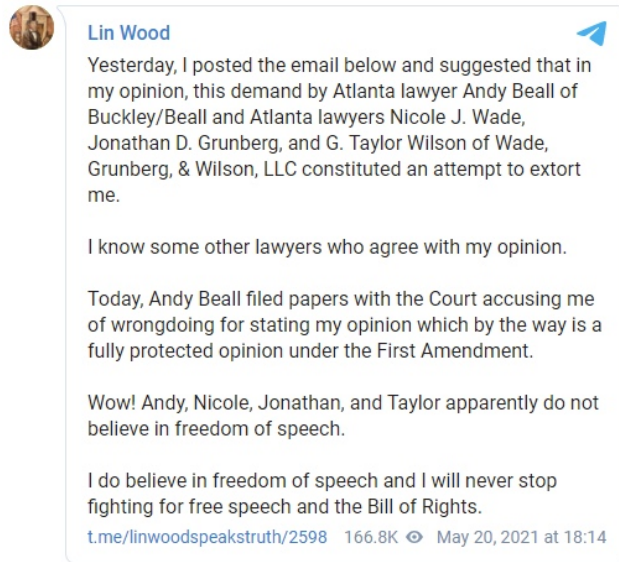 Lin Wood
Yesterday, I posted the email below and suggested that in
my opinion, this demand by Atlanta lawyer Andy Beall of
Buckley/Beall and Atlanta lawyers Nicole J. Wade,
Jonathan D. Grunberg, and G. Taylor Wilson of Wade,
Grunberg, & Wilson, LLC constituted an attempt to extort
me.
I know some other lawyers who agree with my opinion.
Today, Andy Beall filed papers with the Court accusing me
of wrongdoing for stating my opinion which by the way is a
fully protected opinion under the First Amendment.
Wow! Andy, Nicole, Jonathan, and Taylor apparently do not
believe in freedom of speech.
I do believe in freedom of speech and I will never stop
fighting for free speech and the Bill of Rights.
t.me/linwoodspeakstruth/2598 166.8K May 20, 2021 at 18:14